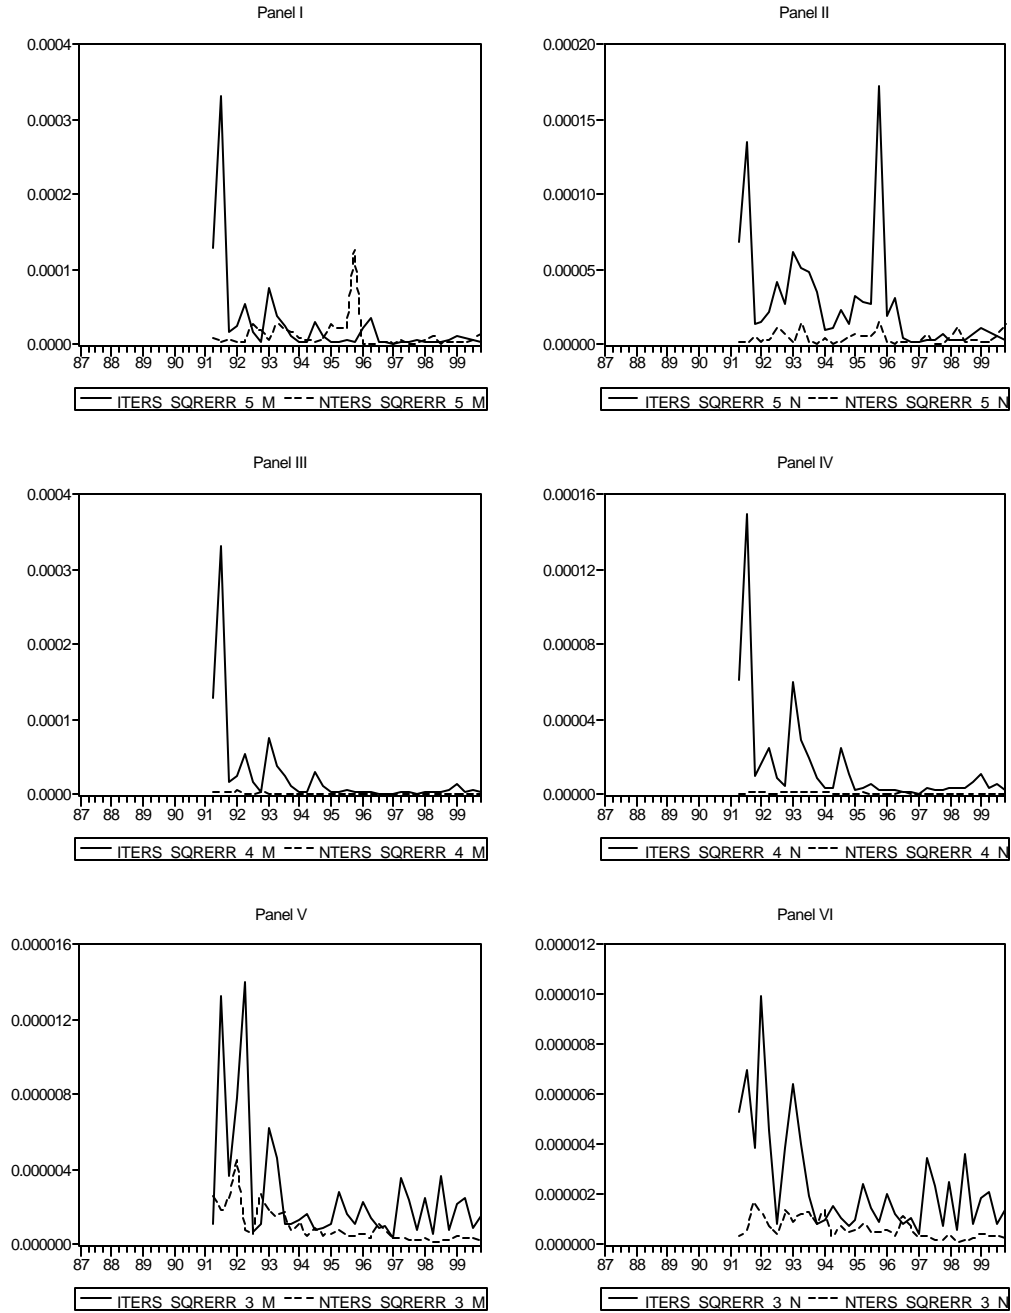 Panel I
0.0004
0.0003
0.0002
0.0001
0.0000
87 88 89 90 91 92 93 94 95 96 97 98 99
ITERS_SQRERR_5_M NTERS_SQRERR_5_M
Panel II
0.00020
0.00015
0.00010
0.00005
0.00000
87 88 89 90 91 92 93 94 95 96 97 98 99
ITERS_SQRERR_5_N NTERS_SQRERR_5_N
Panel III
0.0004
0.0003
0.0002
0.0001
0.0000
87 88 89 90 91 92 93 94 95 96 97 98 99
ITERS_SQRERR_4_M NTERS_SQRERR_4_M
Panel IV
0.00016
0.00012
0.00008
0.00004
0.00000
87 88 89 90 91 92 93 94 95 96 97 98 99
ITERS_SQRERR_4_N NTERS_SQRERR_4_N
Panel V
0.000016
0.000012
0.000008
0.000004
0.000000
87 88 89 90 91 92 93 94 95 96 97 98 99
ITERS_SQRERR_3_M NTERS_SQRERR_3_M
Panel VI
0.000012
0.000010
0.000008
0.000006
0.000004
0.000002
0.000000
87 88 89 90 91 92 93 94 95 96 97 98 99
ITERS_SQRERR_3_N NTERS_SQRERR_3_N